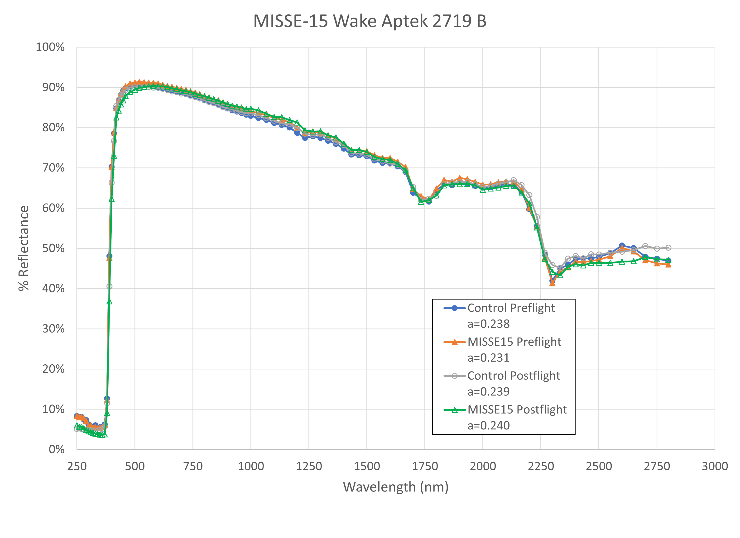 MISSE-15 Wake Aptek 2719 B
100%
90%
80%
70%
60%
50%
40%
30%
20%
10%
0%
% Reflectance
Control Preflight
a=0.238
MISSE15 Preflight
a=0.231
Control Postflight
a=0.239
MISSE15 Postflight
a=0.240
250 500 750 1000 1250 1500 1750 2000 2250 2500 2750 3000
Wavelength (nm)